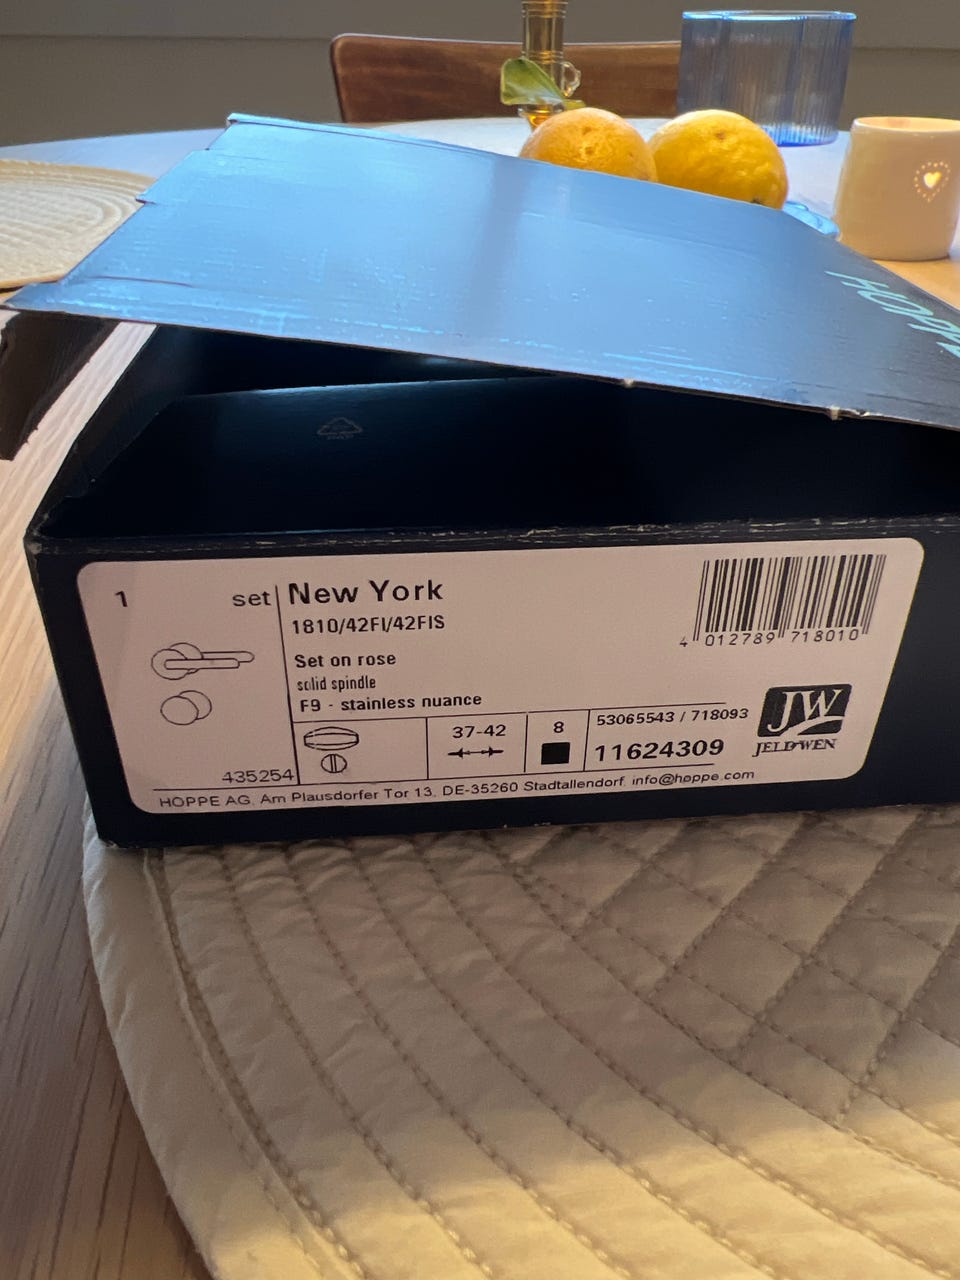 HOPPE
1 set
New York
1810/42FI/42FIS
Set on rose
solid spindle
F9 - stainless nuance
4 012789 718010
435254
37-42
8
53065543 / 718093
11624309
JW
JELD-WEN
HOPPE AG, Am Plausdorfer Tor 13, DE-35260 Stadtallendorf, info@hoppe.com